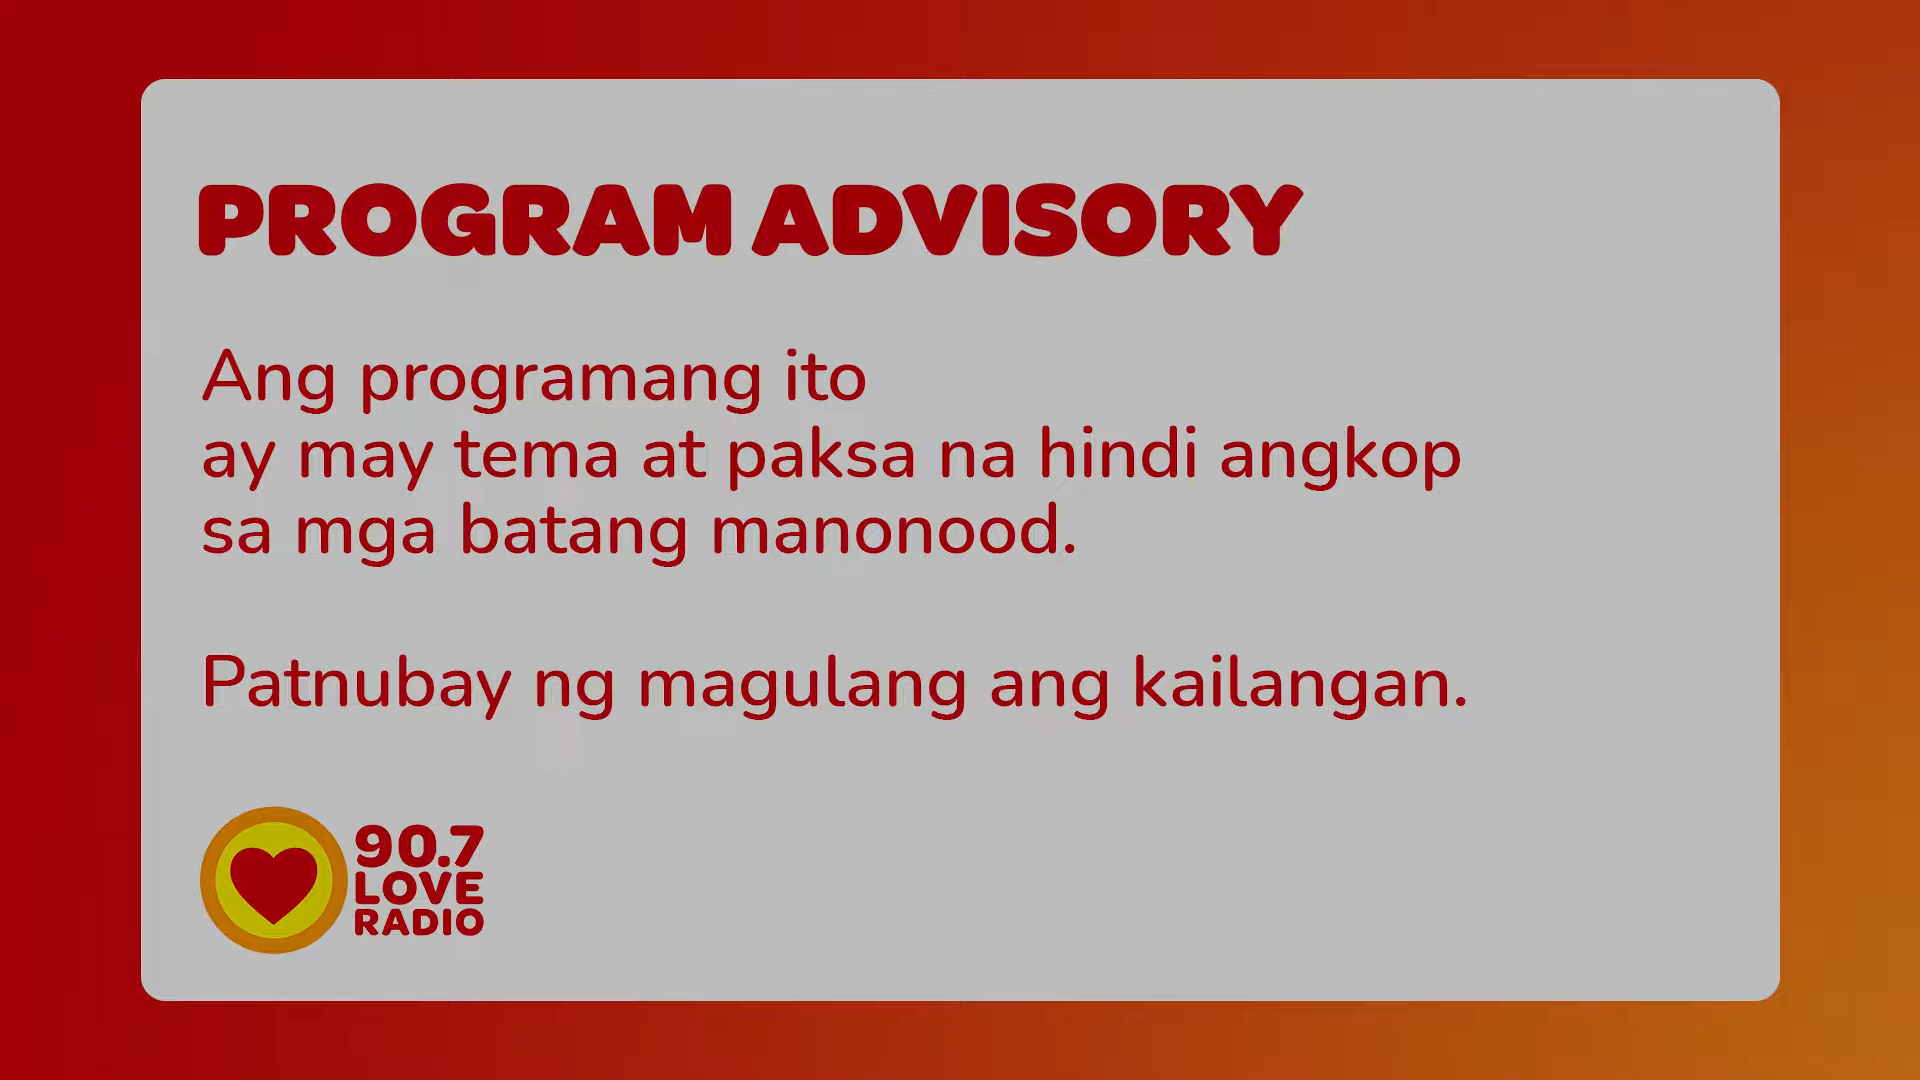 PROGRAM ADVISORY
Ang programang ito
ay may tema at paksa na hindi angkop
sa mga batang manonood.
Patnubay ng magulang ang kailangan.
90.7
LOVE
RADIO